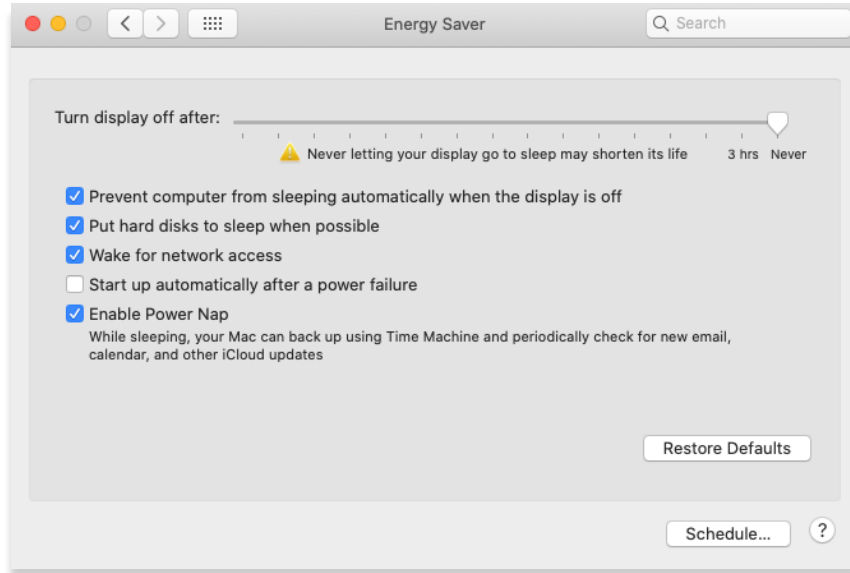 Energy Saver
Search
Turn display off after:
Never letting your display go to sleep may shorten its life
3 hrs
Never
Prevent computer from sleeping automatically when the display is off
Put hard disks to sleep when possible
Wake for network access
Start up automatically after a power failure
Enable Power Nap
While sleeping, your Mac can back up using Time Machine and periodically check for new email,
calendar, and other iCloud updates
Restore Defaults
Schedule...
?